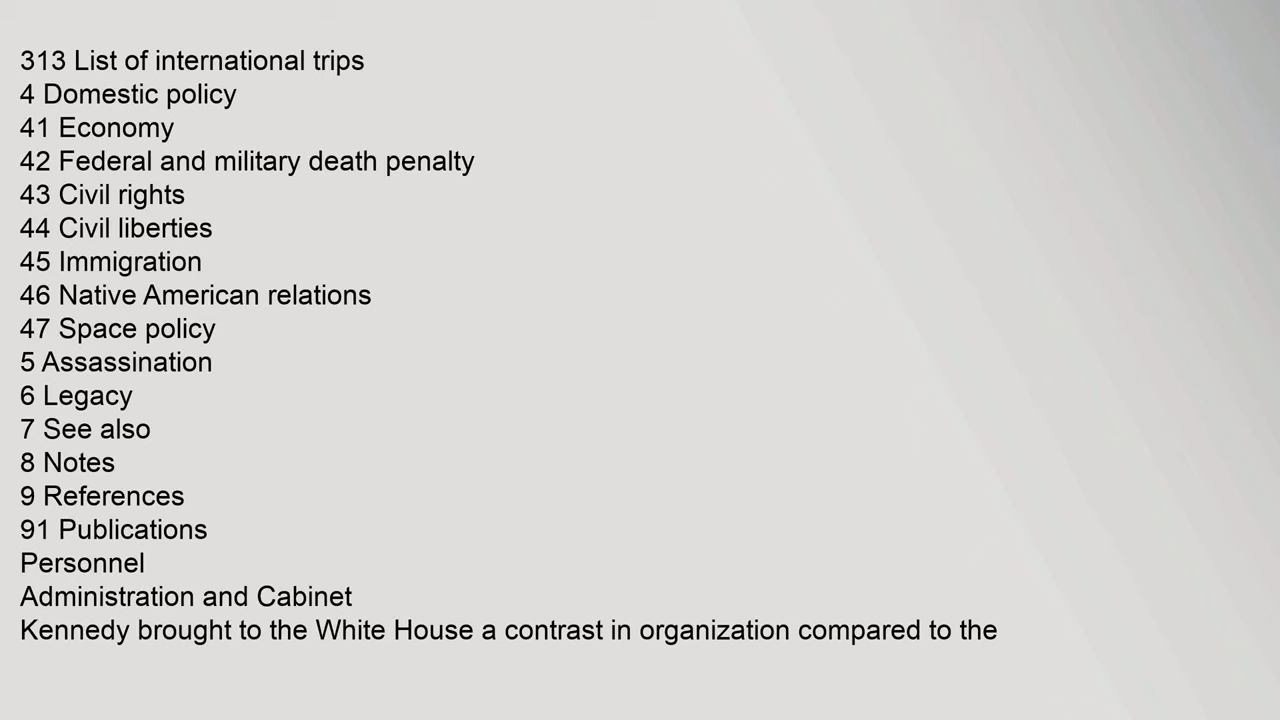 313 List of international trips
4 Domestic policy
41 Economy
42 Federal and military death penalty
43 Civil rights
44 Civil liberties
45 Immigration
46 Native American relations
47 Space policy
5 Assassination
6 Legacy
7 See also
8 Notes
9 References
91 Publications
Personnel
Administration and Cabinet
Kennedy brought to the White House a contrast in organization compared to the